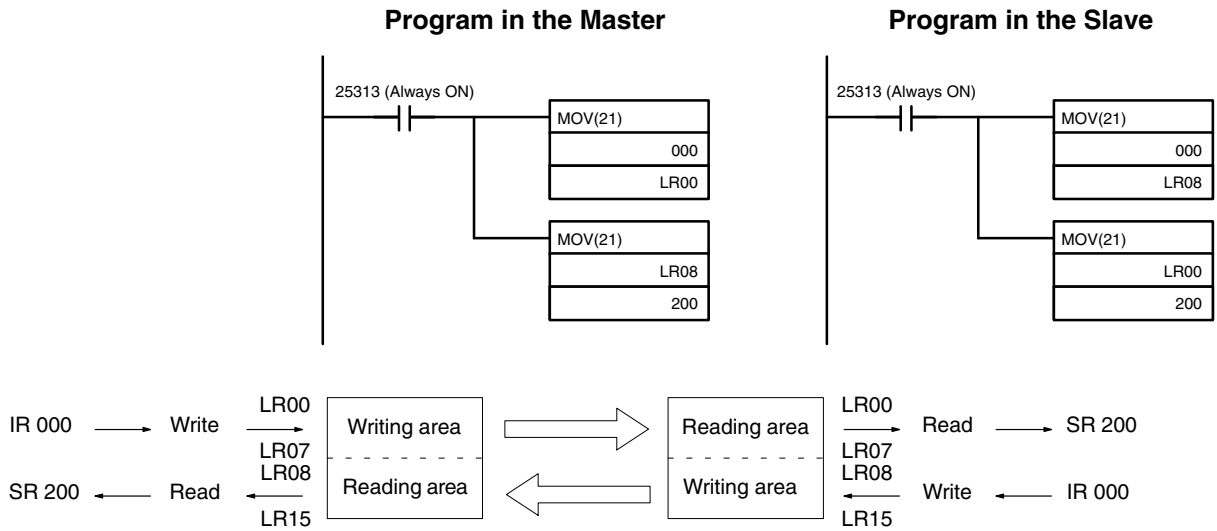 Program in the Master
Program in the Slave
25313 (Always ON)
MOV(21)
000
LR00
MOV(21)
LR08
200
25313 (Always ON)
MOV(21)
000
LR08
MOV(21)
LR00
200
IR 000
Write
LR00
LR07
Writing area
Reading area
LR00
LR07
Read
SR 200
SR 200
Read
LR08
LR15
Reading area
Writing area
LR08
LR15
Write
IR 000